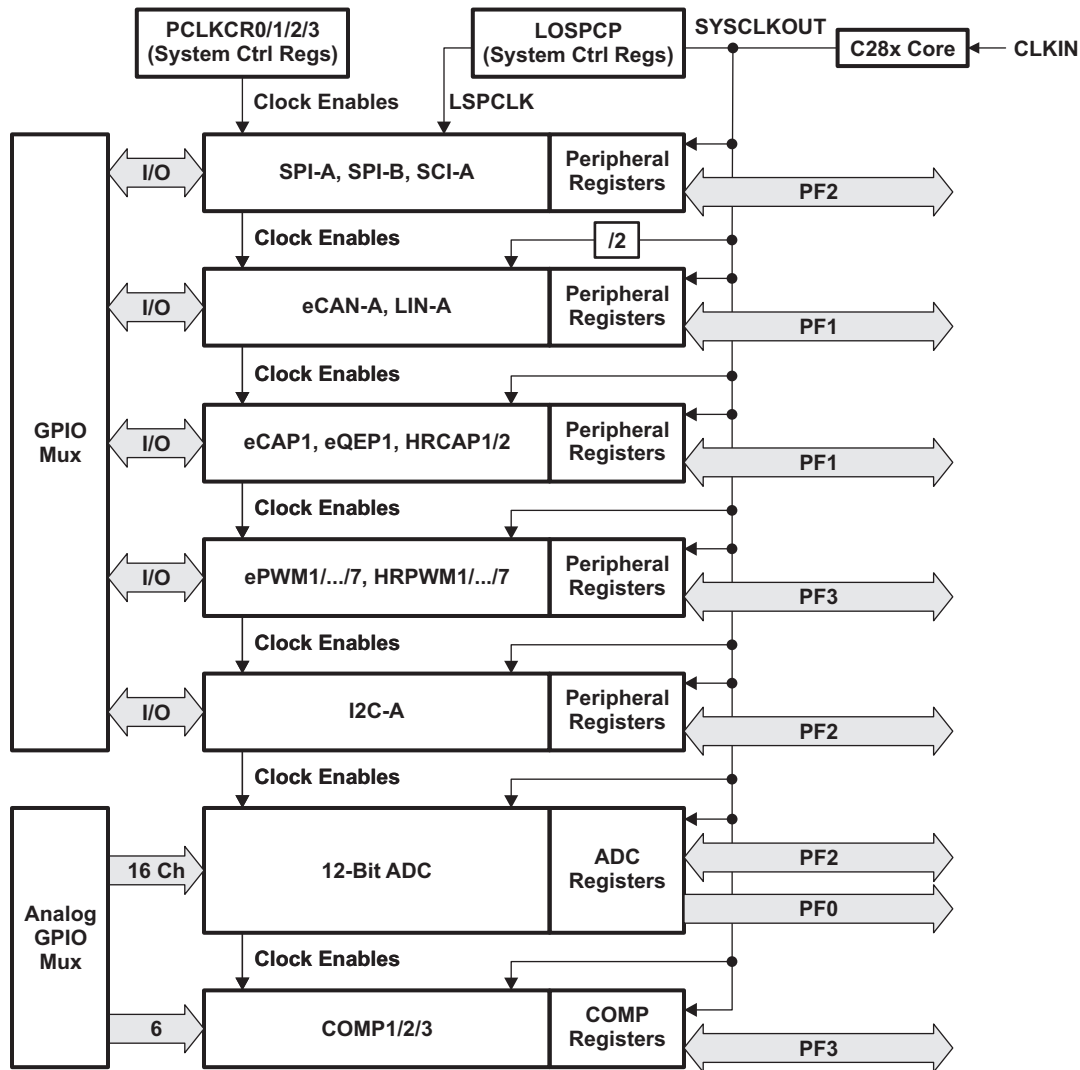 PCLKCR0/1/2/3
(System Ctrl Regs)
LOSPCP
(System Ctrl Regs)
SYSCLKOUT
C28x Core
CLKIN
Clock Enables
LSPCLK
I/O
SPI-A, SPI-B, SCI-A
Peripheral
Registers
PF2
Clock Enables
/2
I/O
eCAN-A, LIN-A
Peripheral
Registers
PF1
Clock Enables
GPIO
Mux
I/O
eCAP1, eQEP1, HRCAP1/2
Peripheral
Registers
PF1
Clock Enables
I/O
ePWM1/.../7, HRPWM1/.../7
Peripheral
Registers
PF3
Clock Enables
I/O
I2C-A
Peripheral
Registers
PF2
Clock Enables
16 Ch
12-Bit ADC
ADC
Registers
PF2
PF0
Analog
GPIO
Mux
Clock Enables
6
COMP1/2/3
COMP
Registers
PF3